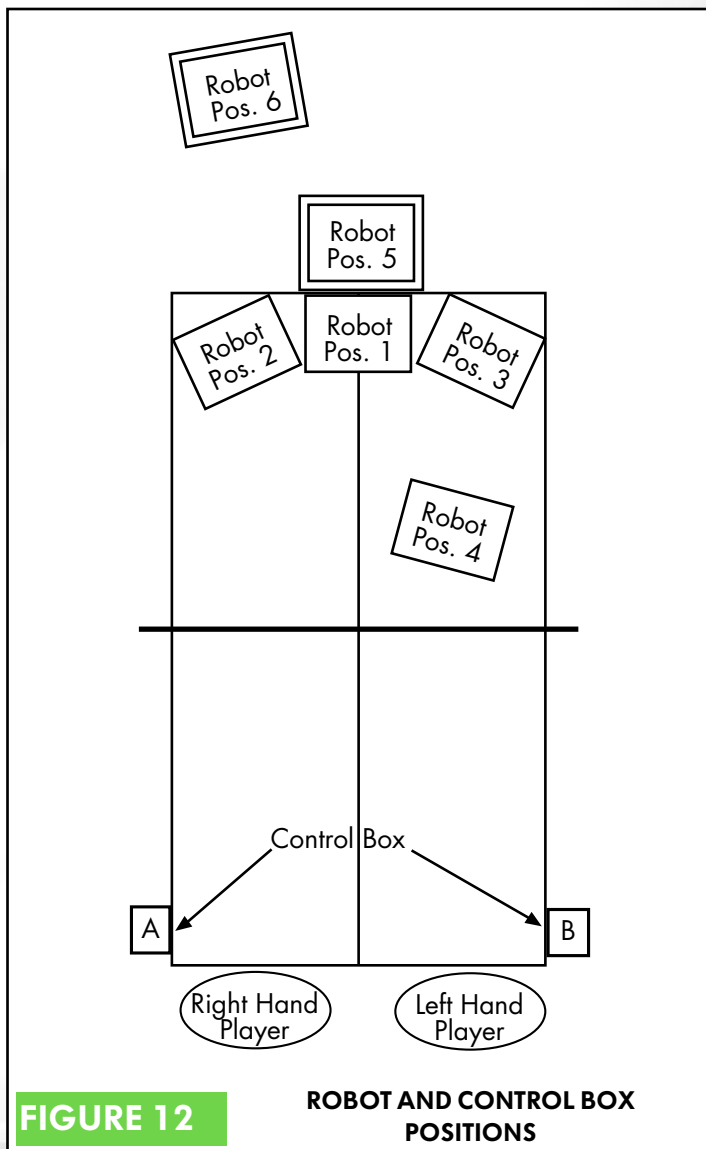 Robot
Pos. 6
Robot
Pos. 5
Robot
Pos. 2
Robot
Pos. 1
Robot
Pos. 3
Robot
Pos. 4
Control Box
A
B
Right Hand
Player
Left Hand
Player
FIGURE 12
ROBOT AND CONTROL BOX
POSITIONS